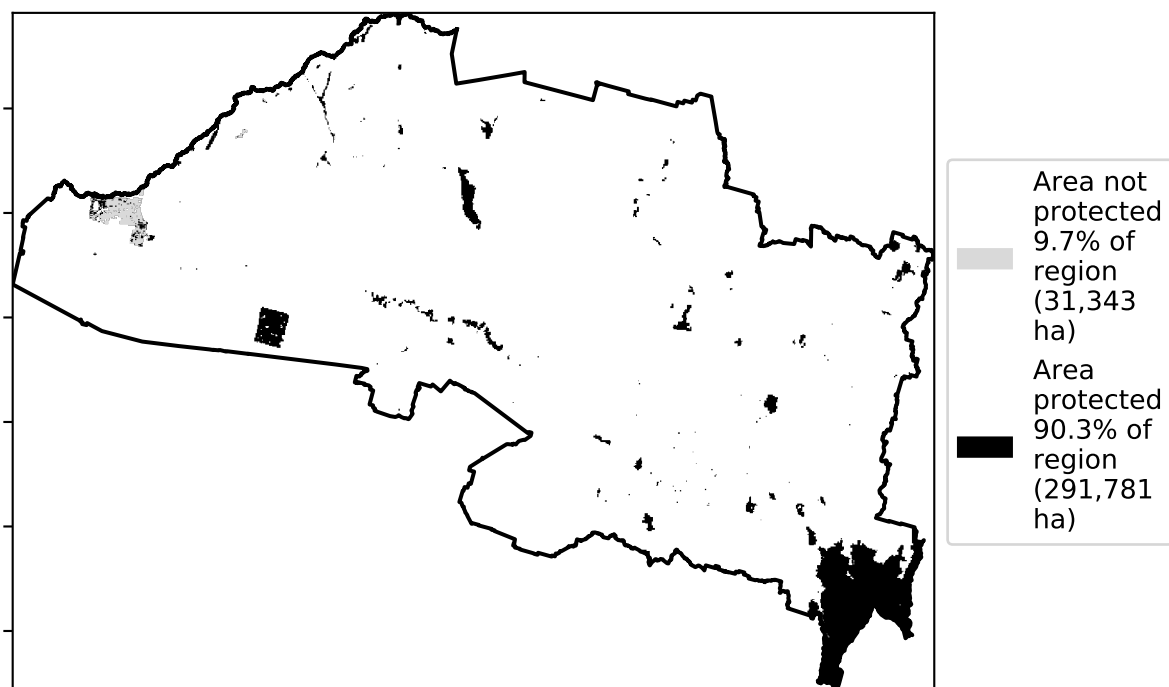 Area not
protected
9.7% of
region
(31,343
ha)
Area
protected
90.3% of
region
(291,781
ha)